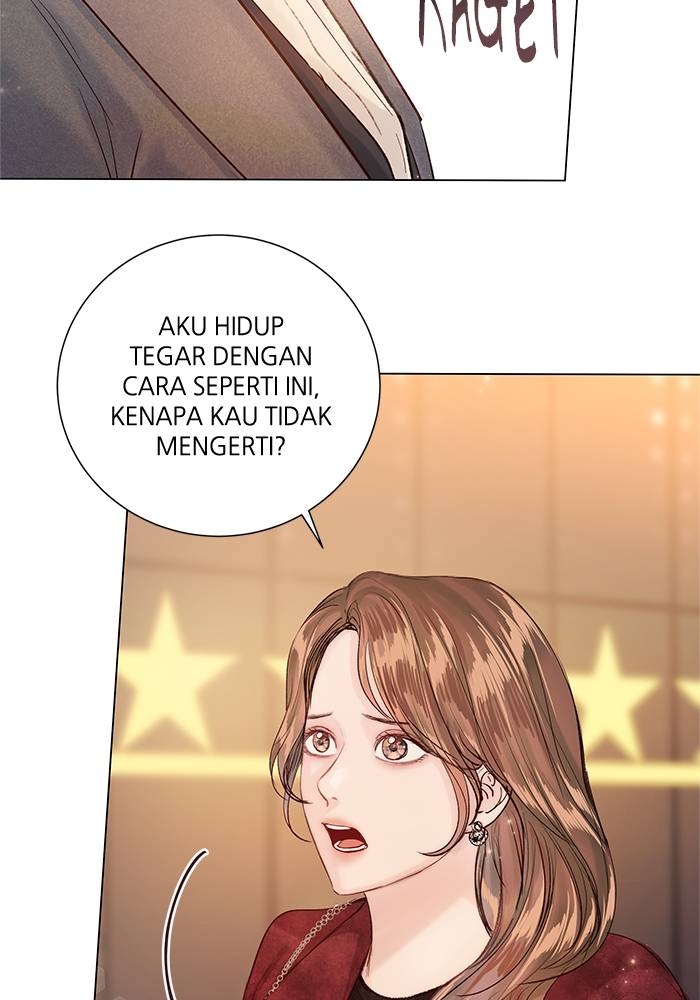 KAGET
AKU HIDUP
TEGAR DENGAN
CARA SEPERTI INI,
KENAPA KAU TIDAK
MENGERTI?